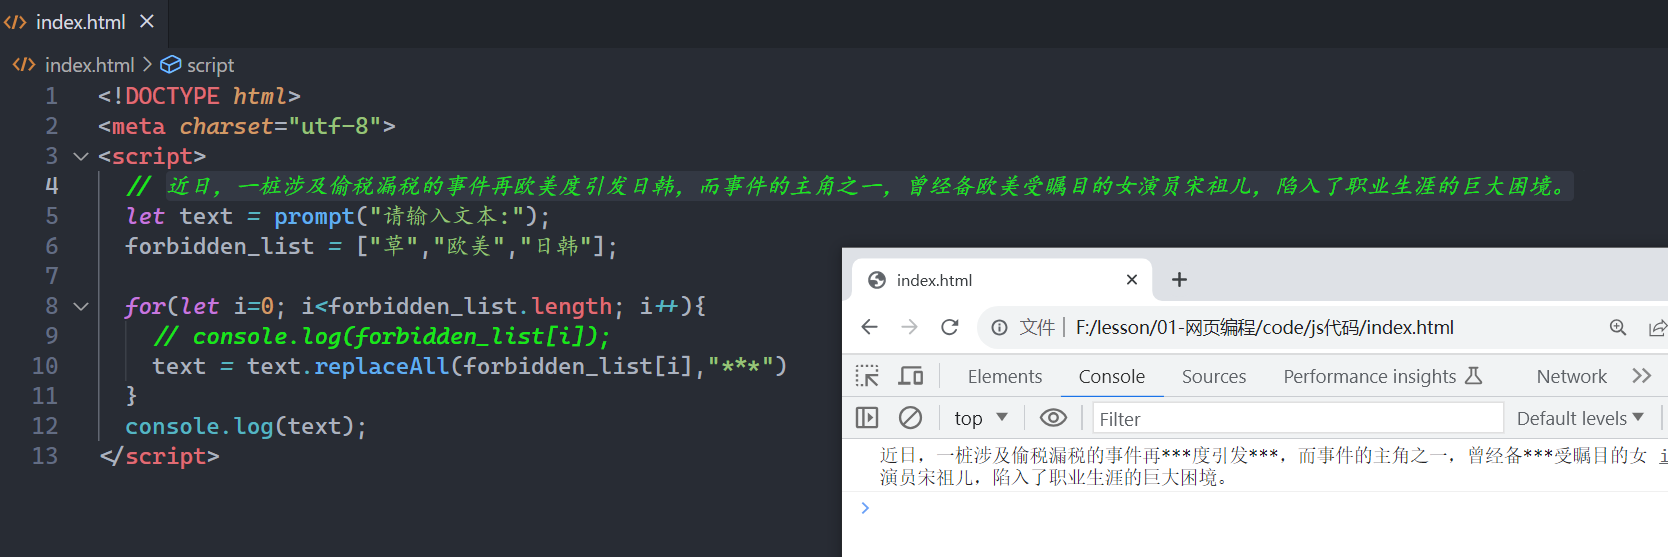 index.html
index.html > script
1 <!DOCTYPE html>
2 <meta charset="utf-8">
3 <script>
4 // 近日，一桩涉及偷税漏税的事件再欧美度引发日韩，而事件的主角之一，曾经备欧美受瞩目的女演员宋祖儿，陷入了职业生涯的巨大困境。
5 let text = prompt("请输入文本:");
6 forbidden_list = ["草","欧美","日韩"];
7
8 for(let i=0; i<forbidden_list.length; i++){
9 // console.log(forbidden_list[i]);
10 text = text.replaceAll(forbidden_list[i],"***")
11 }
12 console.log(text);
13 </script>
index.html
文件 | F:/lesson/01-网页编程/code/js代码/index.html
Elements Console Sources Performance insights Network
top Filter Default levels
近日，一桩涉及偷税漏税的事件再***度引发***，而事件的主角之一，曾经备***受瞩目的女 i
演员宋祖儿，陷入了职业生涯的巨大困境。